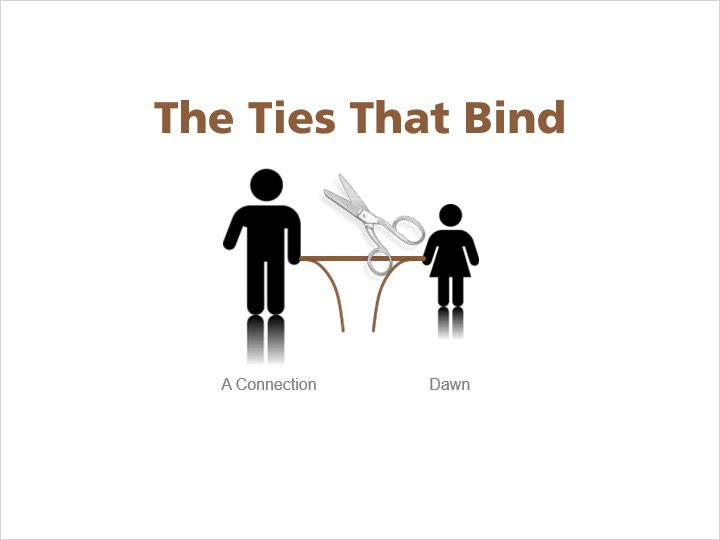 The Ties That Bind
A Connection
Dawn